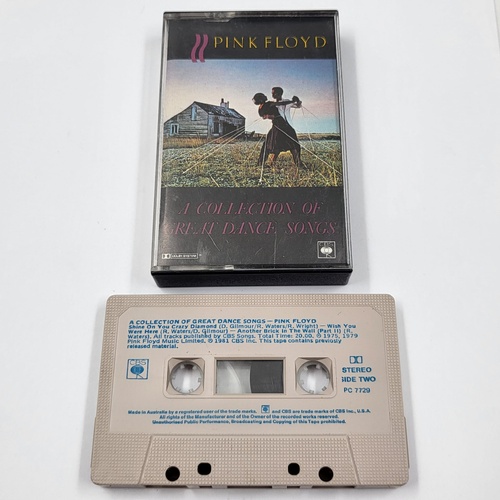 PINK FLOYD
A COLLECTION OF
GREAT DANCE SONGS
DOLBY SYSTEM
CBS
A COLLECTION OF GREAT DANCE SONGS — PINK FLOYD
Shine On You Crazy Diamond (D. Gilmour/R. Waters/R. Wright) — Wish You
Were Here (R. Waters/D. Gilmour) — Another Brick In The Wall (Part II) (R.
Waters). All tracks published by CBS Songs. Total Time: 20.00. ℗ 1975, 1979
Pink Floyd Music Limited, © 1981 CBS Inc. This tape contains previously
released material.
CBS
STEREO
SIDE TWO
PC 7729
Made in Australia by a registered user of the trade marks. and CBS are trade marks of CBS Inc., U.S.A.
All rights of the Manufacturer and of the Owner of the recorded works reserved.
Unauthorised Public Performance, Broadcasting and Copying of this Tape prohibited.